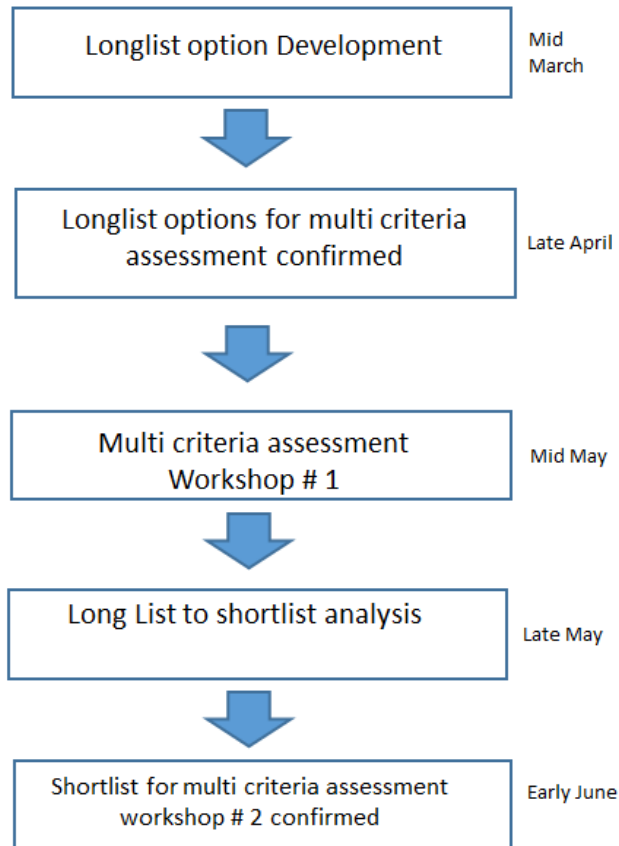 Longlist option Development
Mid
March
Longlist options for multi criteria
assessment confirmed
Late April
Multi criteria assessment
Workshop # 1
Mid May
Long List to shortlist analysis
Late May
Shortlist for multi criteria assessment
workshop # 2 confirmed
Early June